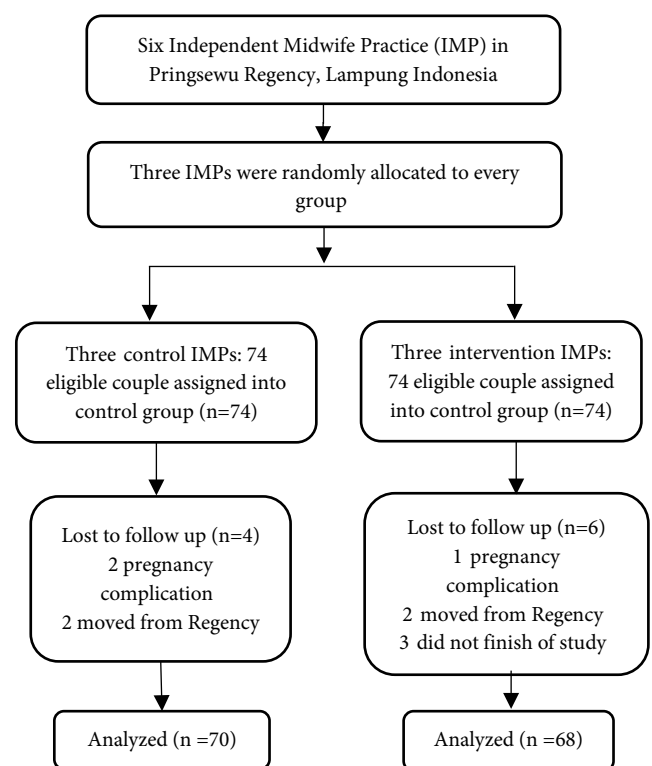 Six Independent Midwife Practice (IMP) in
Pringsewu Regency, Lampung Indonesia
Three IMPs were randomly allocated to every
group
Three control IMPs: 74
eligible couple assigned into
control group (n=74)
Three intervention IMPs:
74 eligible couple assigned
into control group (n=74)
Lost to follow up (n=4)
2 pregnancy
complication
2 moved from Regency
Lost to follow up (n=6)
1 pregnancy
complication
2 moved from Regency
3 did not finish of study
Analyzed (n =70)
Analyzed (n =68)